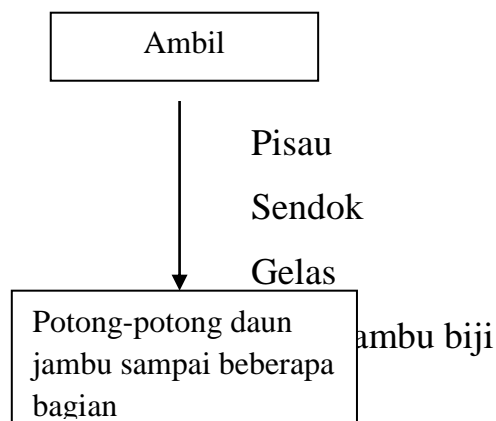 Ambil
Pisau
Sendok
Gelas
ambu biji
Potong-potong daun
jambu sampai beberapa
bagian